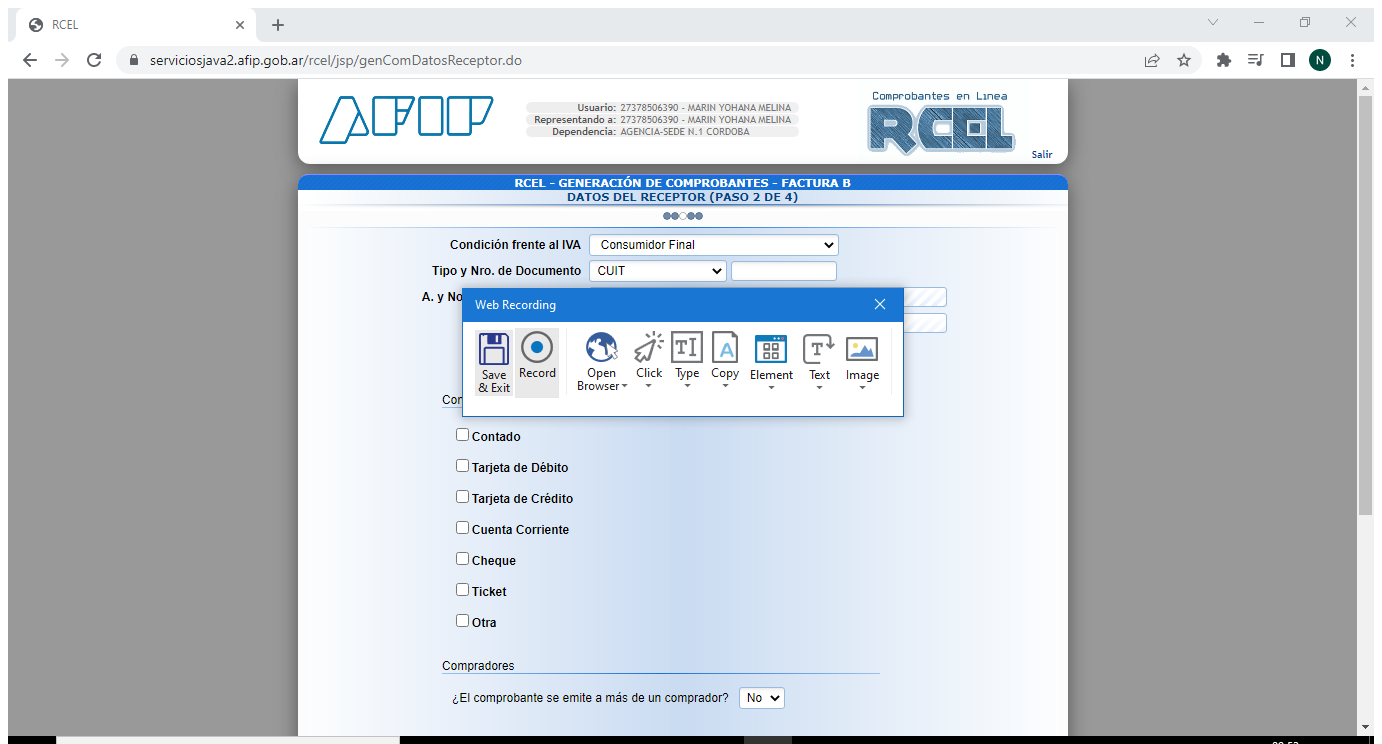 RCEL
serviciosjava2.afip.gob.ar/rcel/jsp/genComDatosReceptor.do
N
AFIP
Usuario: 27378506390 - MARIN YOHANA MELINA
Representando a: 27378506390 - MARIN YOHANA MELINA
Dependencia: AGENCIA-SEDE N.1 CORDOBA
Comprobantes en Linea
RCEL
Salir
RCEL - GENERACIÓN DE COMPROBANTES - FACTURA B
DATOS DEL RECEPTOR (PASO 2 DE 4)
Condición frente al IVA Consumidor Final
Tipo y Nro. de Documento CUIT
A. y No
Web Recording
Save & Exit
Record
Open Browser
Click
Type
Copy
Element
Text
Image
Contado
Tarjeta de Débito
Tarjeta de Crédito
Cuenta Corriente
Cheque
Ticket
Otra
Compradores
¿El comprobante se emite a más de un comprador? No